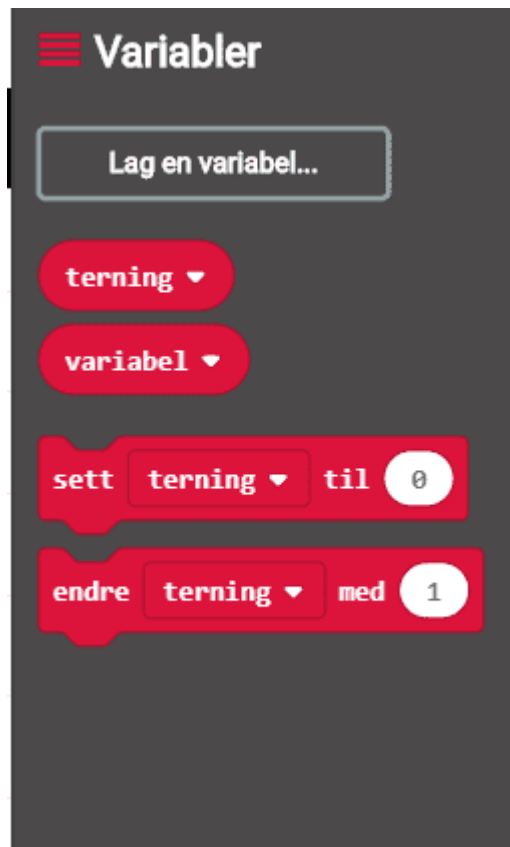 Variabler
Lag en variabel...
terning
variabel
sett terning til 0
endre terning med 1